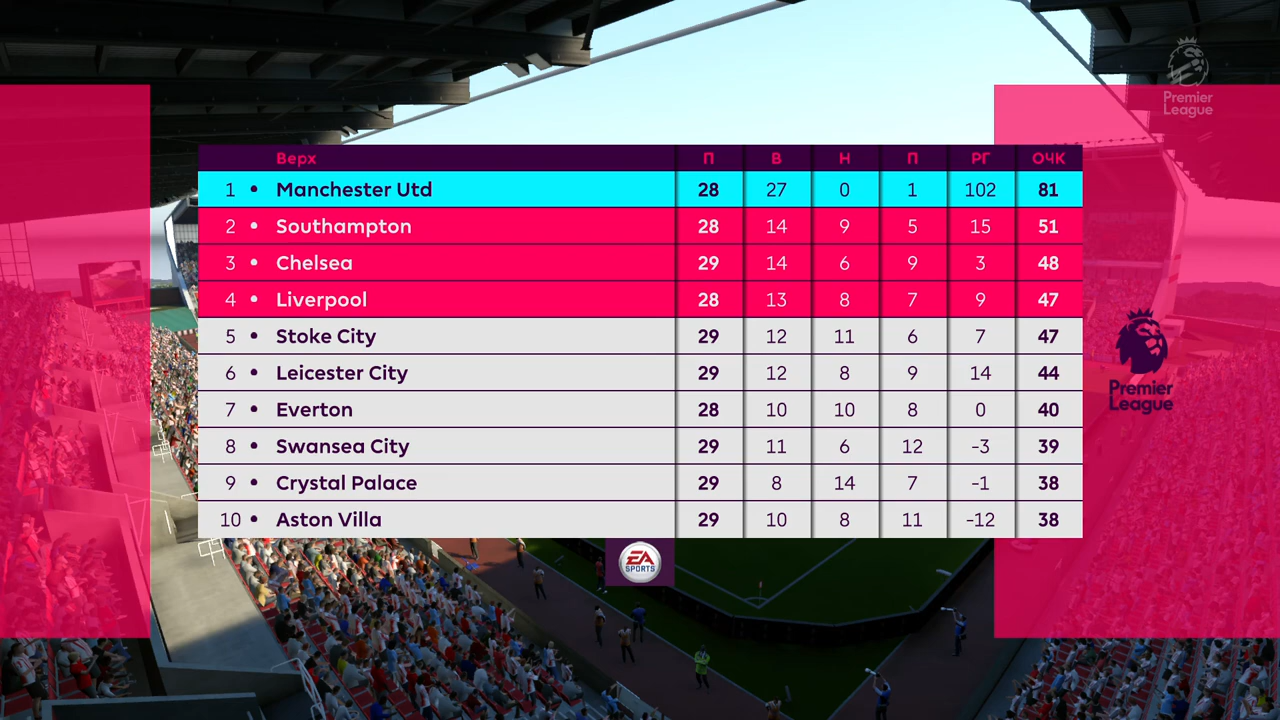 Premier
League
Верх П В Н П РГ ОЧК
1 • Manchester Utd 28 27 0 1 102 81
2 • Southampton 28 14 9 5 15 51
3 • Chelsea 29 14 6 9 3 48
4 • Liverpool 28 13 8 7 9 47
5 • Stoke City 29 12 11 6 7 47
6 • Leicester City 29 12 8 9 14 44
7 • Everton 28 10 10 8 0 40
8 • Swansea City 29 11 6 12 -3 39
9 • Crystal Palace 29 8 14 7 -1 38
10 • Aston Villa 29 10 8 11 -12 38
Premier
League
EA
SPORTS